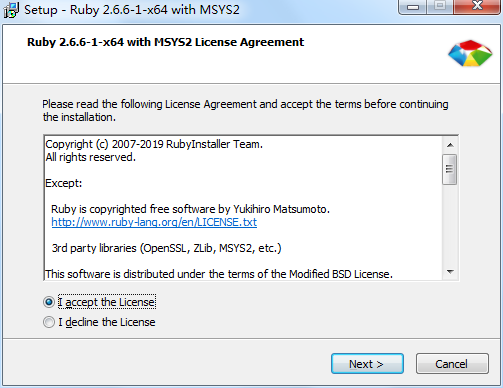 Setup - Ruby 2.6.6-1-x64 with MSYS2
Ruby 2.6.6-1-x64 with MSYS2 License Agreement
Please read the following License Agreement and accept the terms before continuing
the installation.
Copyright (c) 2007-2019 RubyInstaller Team.
All rights reserved.
Except:
Ruby is copyrighted free software by Yukihiro Matsumoto.
http://www.ruby-lang.org/en/LICENSE.txt
3rd party libraries (OpenSSL, ZLib, MSYS2, etc.)
This software is distributed under the terms of the Modified BSD License.
I accept the License
I decline the License
Next >
Cancel